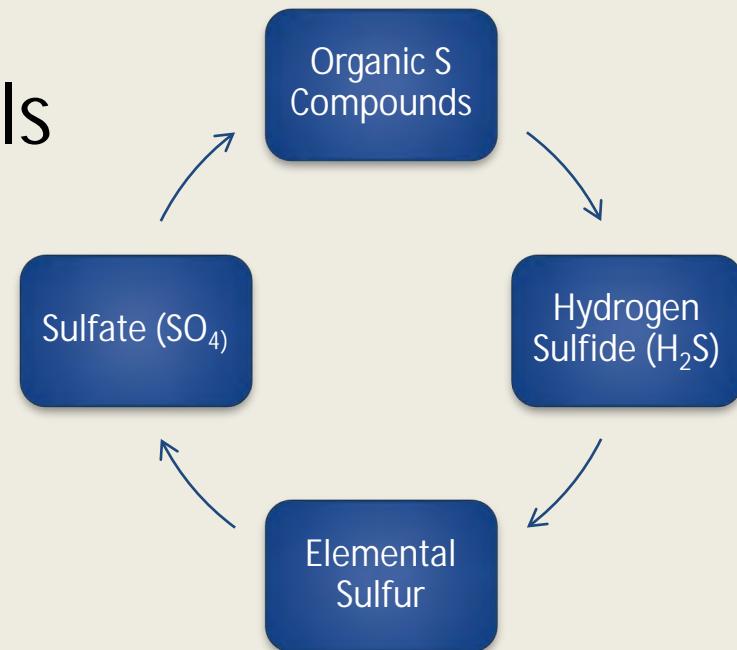 ls
Organic S
Compounds
Sulfate (SO₄)
Hydrogen
Sulfide (H₂S)
Elemental
Sulfur